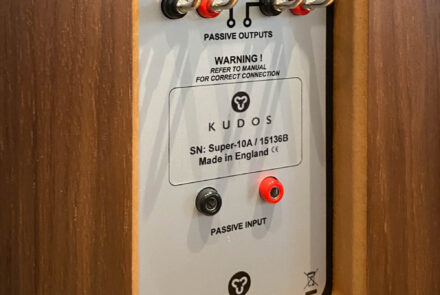 PASSIVE OUTPUTS
WARNING !
REFER TO MANUAL
FOR CORRECT CONNECTION
KUDOS
SN: Super-10A / 15136B
Made in England CE
PASSIVE INPUT